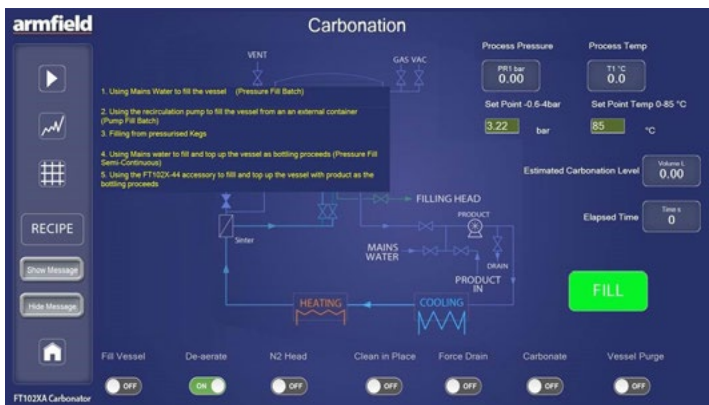 armfield
Carbonation
VENT
GAS VAC
Process Pressure
Process Temp
PR1 bar
0.00
T1 °C
0.0
1. Using Mains Water to fill the vessel (Pressure Fill Batch)
2. Using the recirculation pump to fill the vessel from an an external container
(Pump Fill Batch)
3. Filling from pressurised Kegs
4. Using Mains water to fill and top up the vessel as bottling proceeds (Pressure Fill
Semi-Continuous)
5. Using the FT102X-44 accessory to fill and top up the vessel with product as the
bottling proceeds
Set Point -0.6-4bar
Set Point Temp 0-85 °C
3.22 bar
85 °C
Estimated Carbonation Level
Volume L
0.00
Elapsed Time
Time s
0
FILLING HEAD
PRODUCT
Sinter
MAINS
WATER
DRAIN
PRODUCT
IN
HEATING
COOLING
FILL
RECIPE
Show Message
Hide Message
Fill Vessel
De-aerate
N2 Head
Clean in Place
Force Drain
Carbonate
Vessel Purge
OFF
ON
OFF
OFF
OFF
OFF
OFF
FT102XA Carbonator